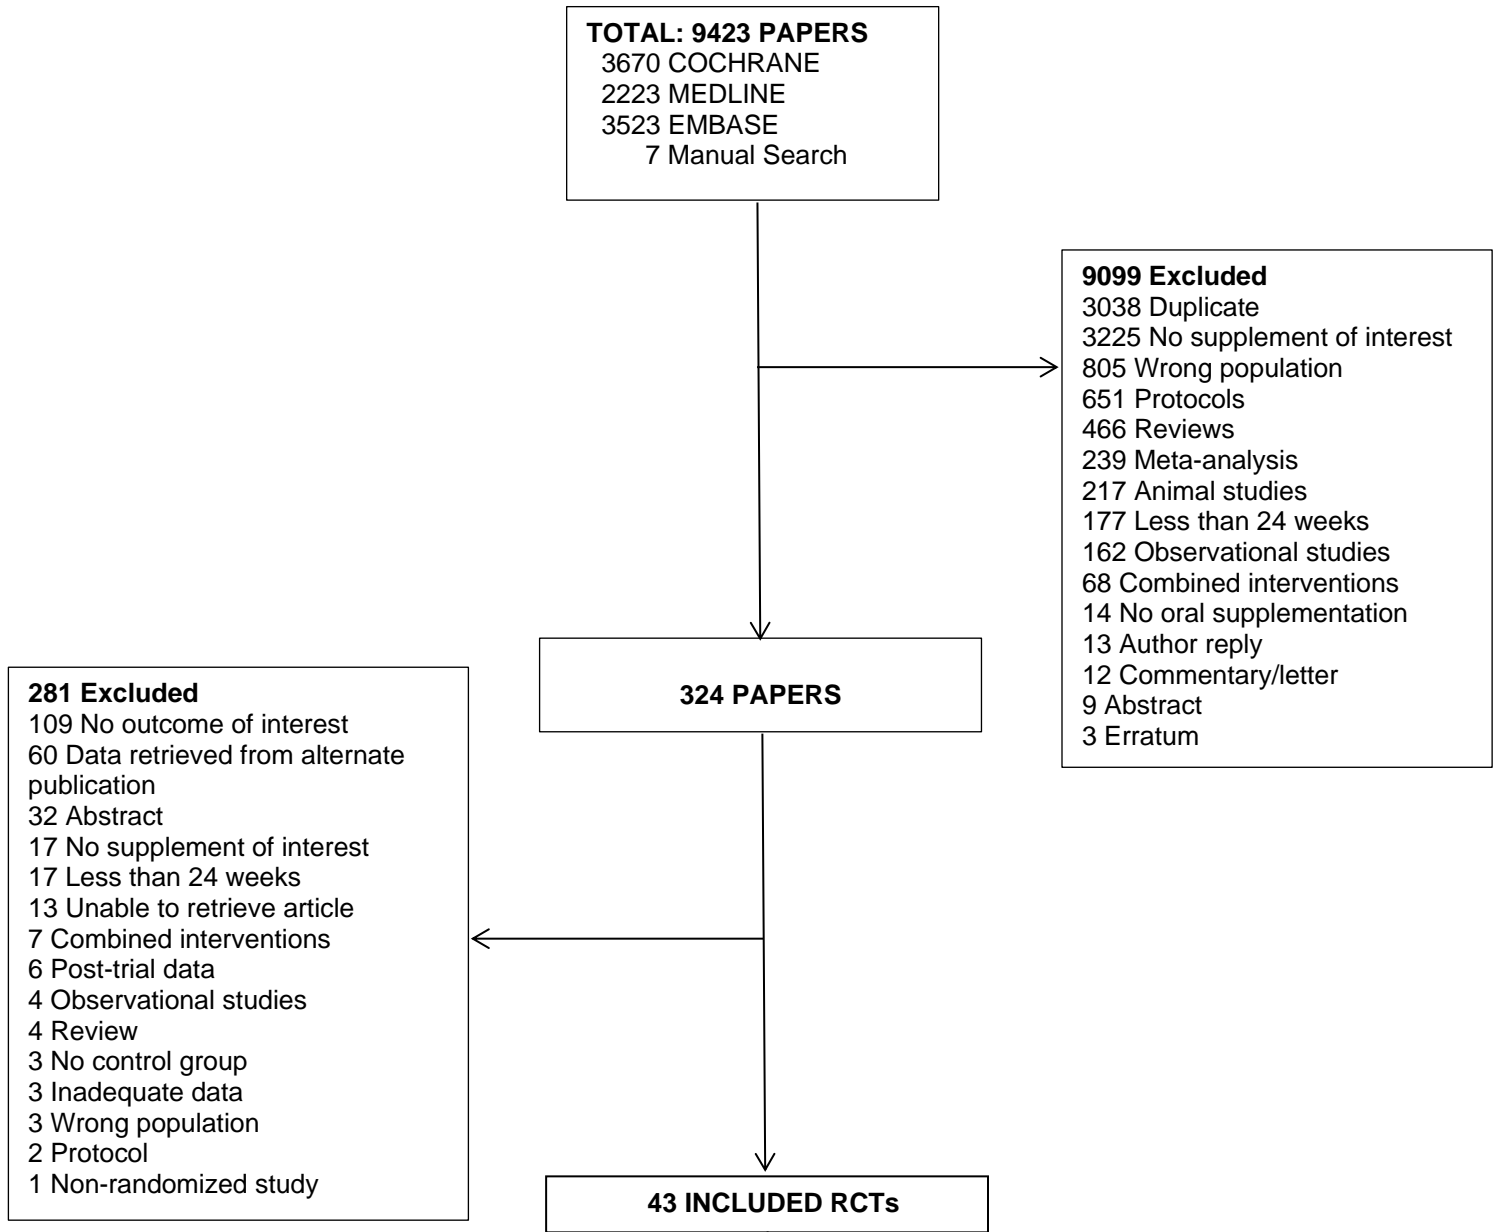 TOTAL: 9423 PAPERS
3670 COCHRANE
2223 MEDLINE
3523 EMBASE
7 Manual Search
9099 Excluded
3038 Duplicate
3225 No supplement of interest
805 Wrong population
651 Protocols
466 Reviews
239 Meta-analysis
217 Animal studies
177 Less than 24 weeks
162 Observational studies
68 Combined interventions
14 No oral supplementation
13 Author reply
12 Commentary/letter
9 Abstract
3 Erratum
324 PAPERS
281 Excluded
109 No outcome of interest
60 Data retrieved from alternate
publication
32 Abstract
17 No supplement of interest
17 Less than 24 weeks
13 Unable to retrieve article
7 Combined interventions
6 Post-trial data
4 Observational studies
4 Review
3 No control group
3 Inadequate data
3 Wrong population
2 Protocol
1 Non-randomized study
43 INCLUDED RCTs